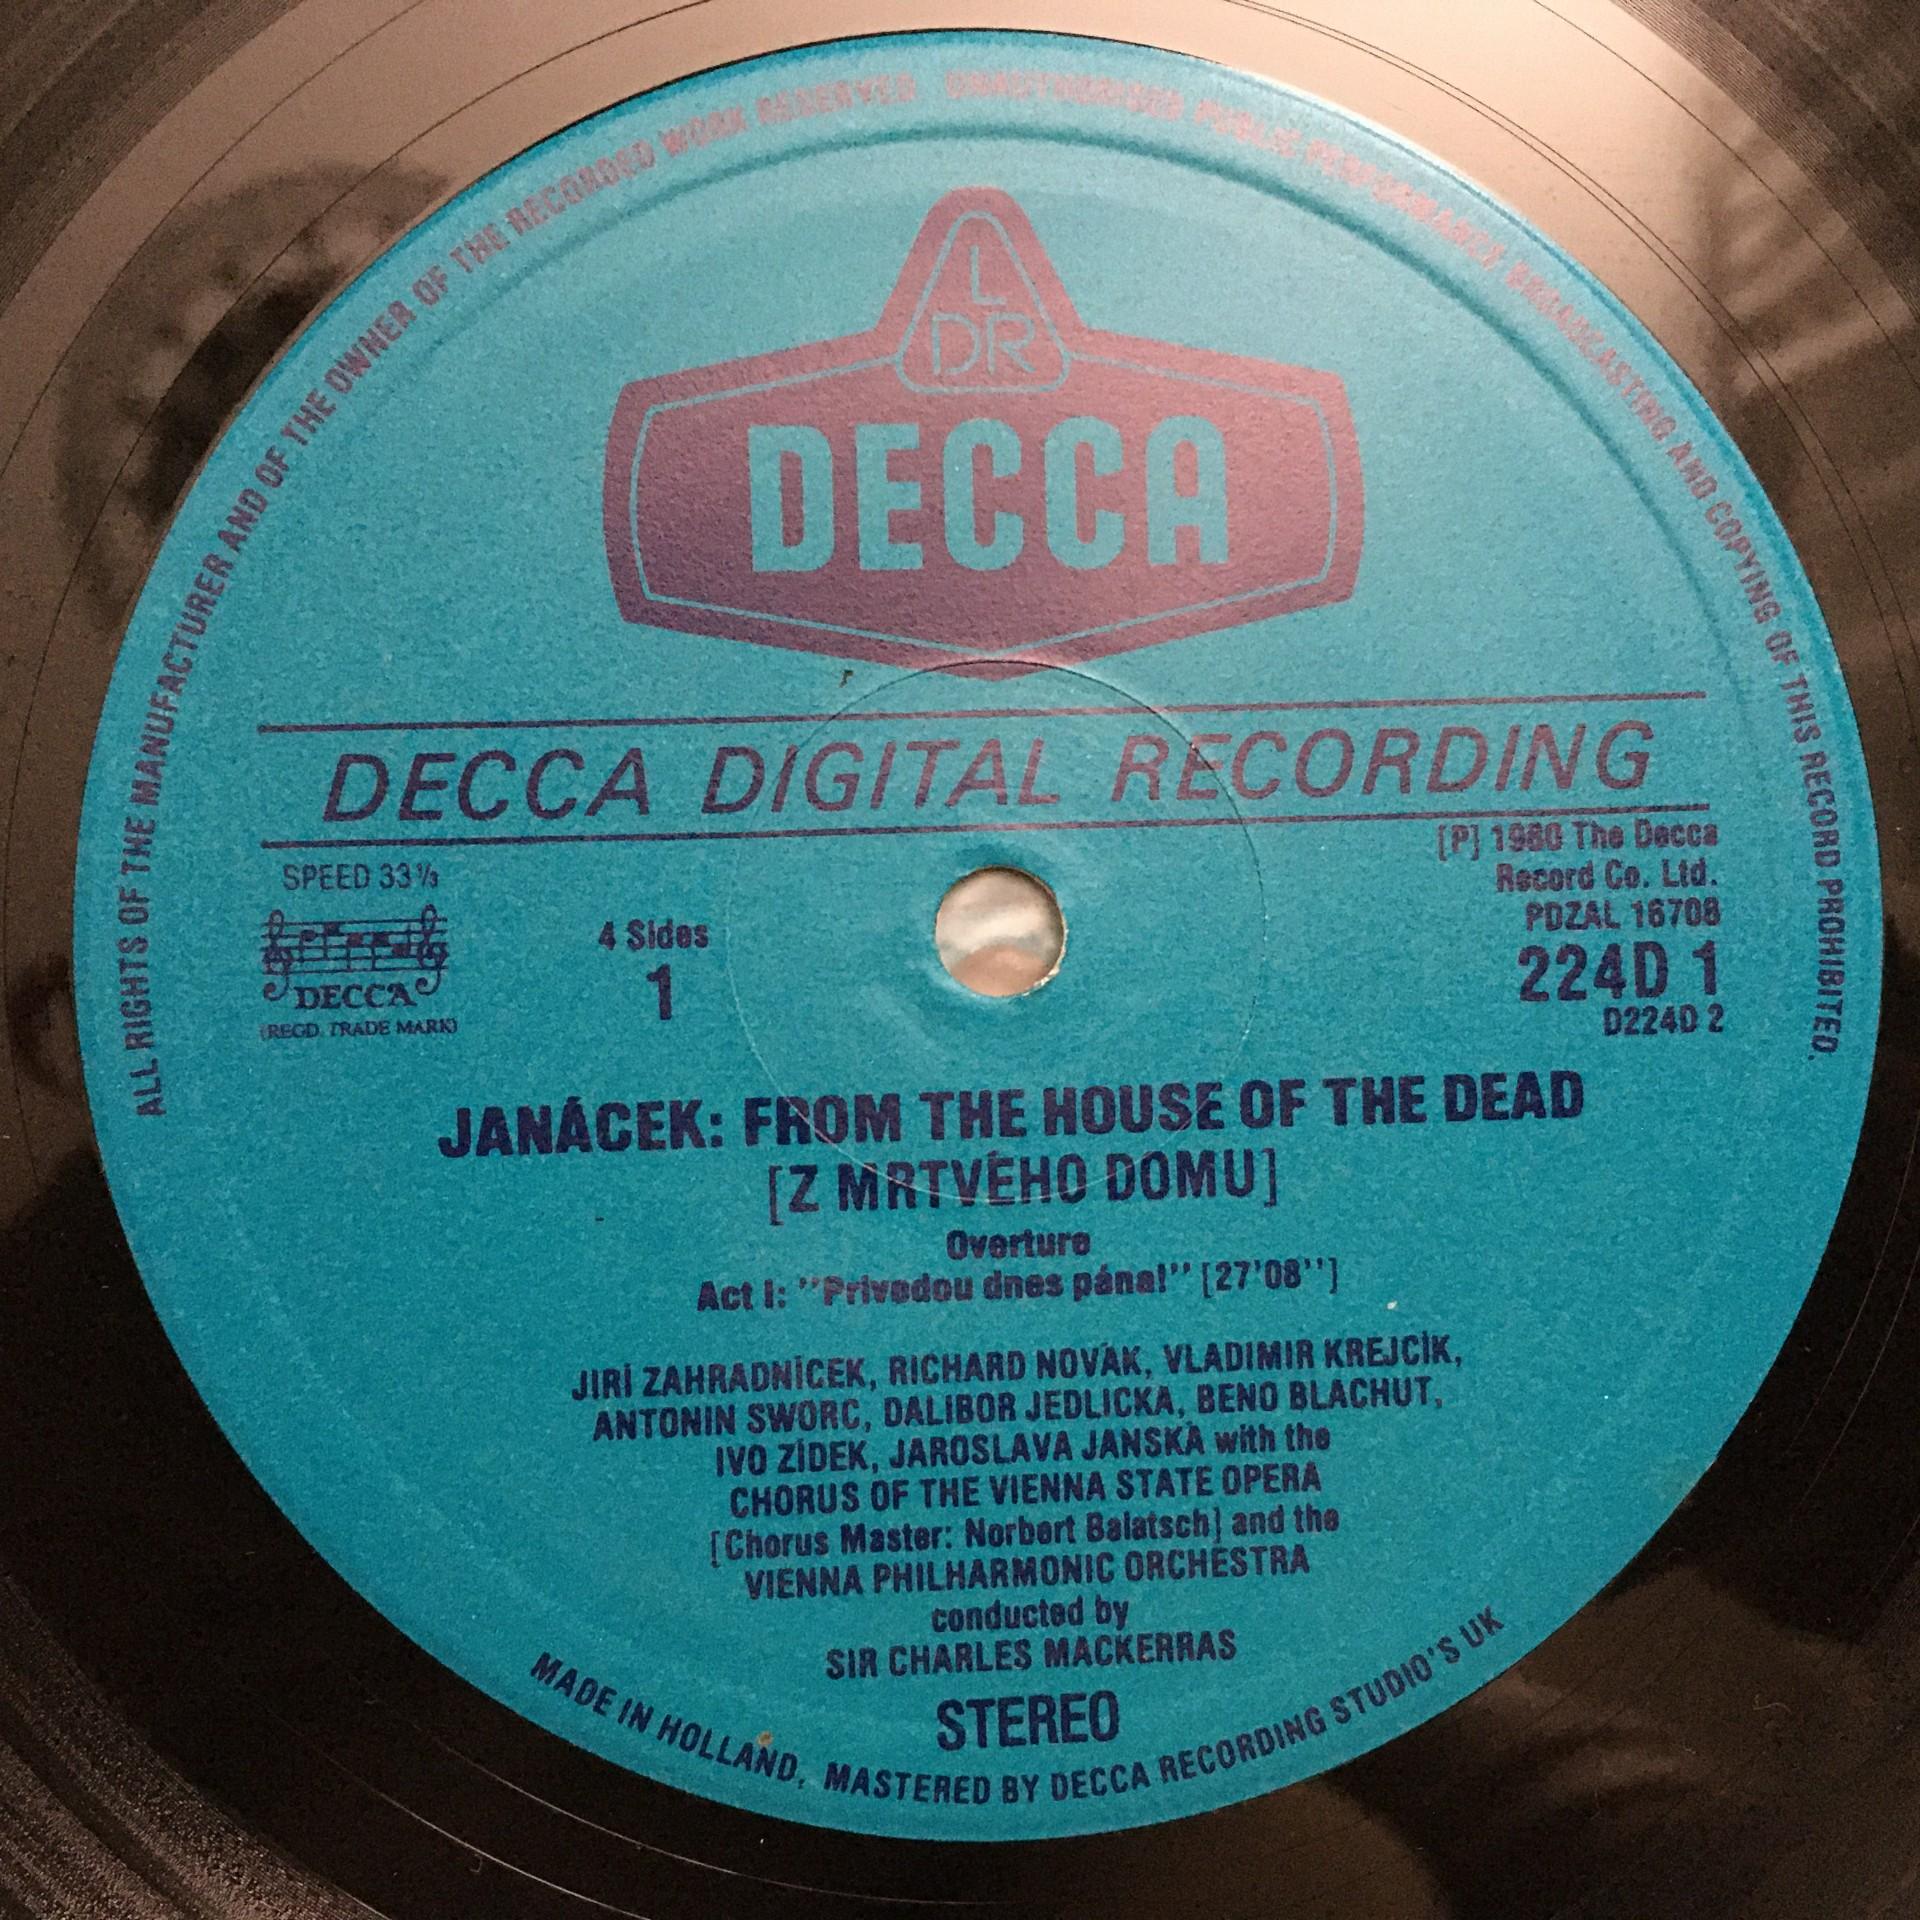 ALL RIGHTS OF THE MANUFACTURER AND OF THE OWNER OF THE RECORDED WORK RESERVED UNAUTHORISED PUBLIC PERFORMANCE BROADCASTING AND COPYING OF THIS RECORD PROHIBITED.
L
DR
DECCA
DECCA DIGITAL RECORDING
SPEED 33⅓
DECCA
(REGD. TRADE MARK)
4 Sides
1
[P] 1980 The Decca
Record Co. Ltd.
PDZAL 16708
224D 1
D224D 2
JANÁCEK: FROM THE HOUSE OF THE DEAD
[Z MRTVÉHO DOMU]
Overture
Act I: "Privedou dnes pána!" [27'08"]
JIRÍ ZAHRADNÍCEK, RICHARD NOVÁK, VLADIMIR KREJCÍK,
ANTONIN SWORC, DALIBOR JEDLICKA, BENO BLACHUT,
IVO ZÍDEK, JAROSLAVA JANSKÁ with the
CHORUS OF THE VIENNA STATE OPERA
[Chorus Master: Norbert Balatsch] and the
VIENNA PHILHARMONIC ORCHESTRA
conducted by
SIR CHARLES MACKERRAS
STEREO
MADE IN HOLLAND, MASTERED BY DECCA RECORDING STUDIO'S UK